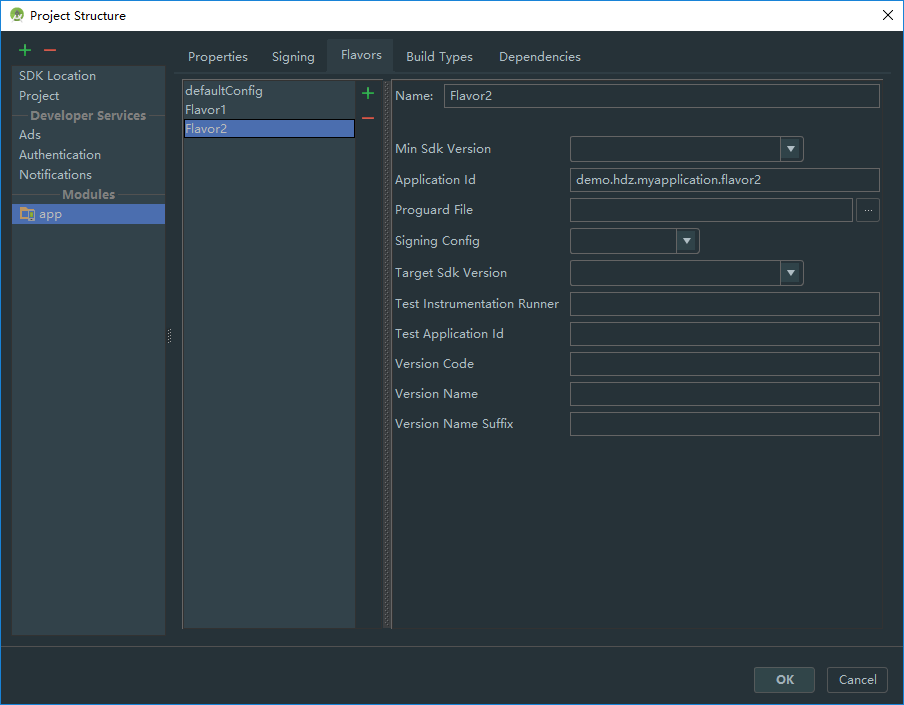 Project Structure
SDK Location
Project
Developer Services
Ads
Authentication
Notifications
Modules
app
Properties Signing Flavors Build Types Dependencies
defaultConfig
Flavor1
Flavor2
Name: Flavor2
Min Sdk Version
Application Id demo.hdz.myapplication.flavor2
Proguard File ...
Signing Config
Target Sdk Version
Test Instrumentation Runner
Test Application Id
Version Code
Version Name
Version Name Suffix
OK Cancel